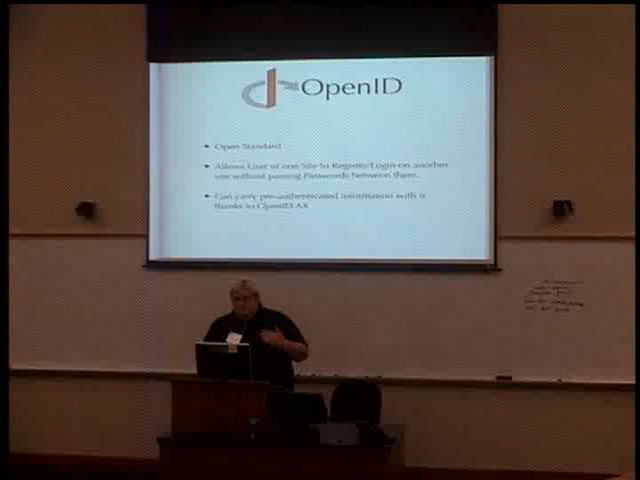 OpenID
Open Standard
Allows User of one Site to Register/Login on another
site without passing Passwords between them.
Can carry pre-authenticated information with it
thanks to OpenID AX